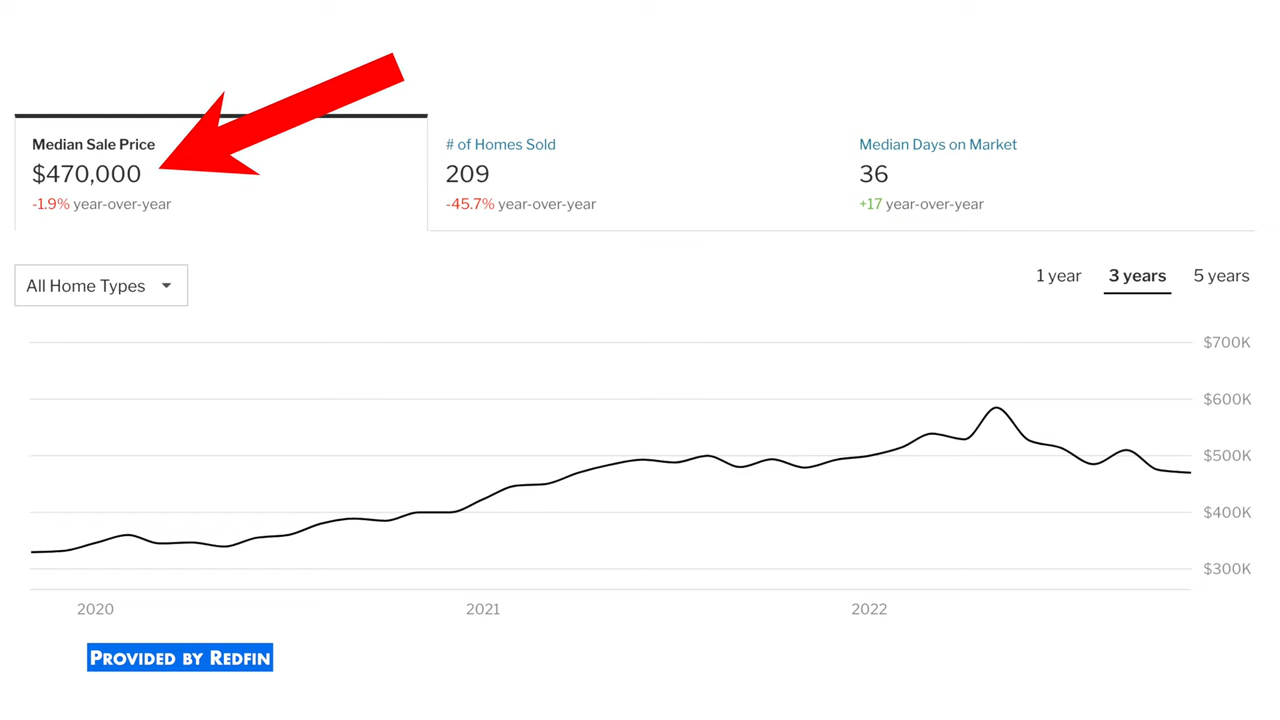 Median Sale Price
$470,000
-1.9% year-over-year
# of Homes Sold
209
-45.7% year-over-year
Median Days on Market
36
+17 year-over-year
All Home Types
1 year 3 years 5 years
$700K
$600K
$500K
$400K
$300K
2020 2021 2022
Provided by Redfin